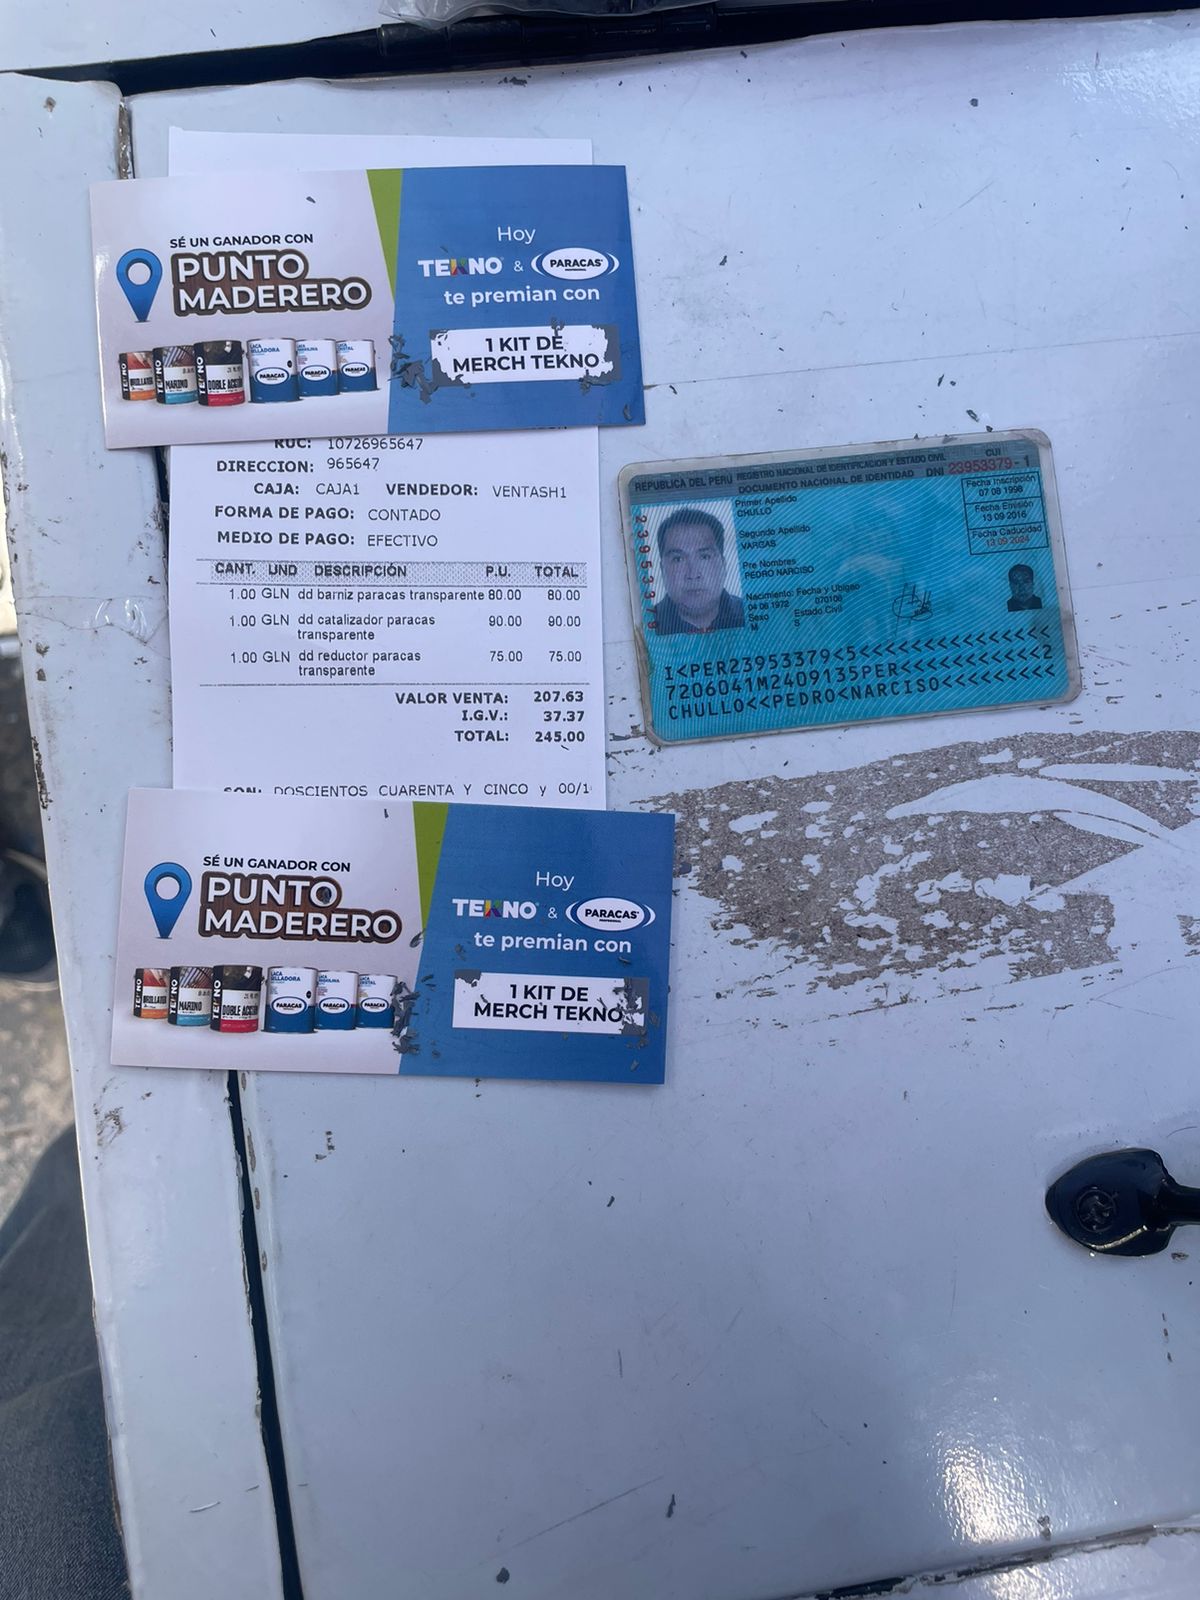 SÉ UN GANADOR CON
PUNTO
MADERERO
Hoy
TEKNO & PARACAS
te premian con
1 KIT DE
MERCH TEKNO
RUC: 10726965647
DIRECCION: 965647
CAJA: CAJA1 VENDEDOR: VENTASH1
FORMA DE PAGO: CONTADO
MEDIO DE PAGO: EFECTIVO
CANT. UND DESCRIPCIÓN P.U. TOTAL
1.00 GLN dd barniz paracas transparente 80.00 80.00
1.00 GLN dd catalizador paracas 90.00 90.00
transparente
1.00 GLN dd reductor paracas 75.00 75.00
transparente
VALOR VENTA: 207.63
I.G.V.: 37.37
TOTAL: 245.00
SON: DOSCIENTOS CUARENTA Y CINCO y 00/1
SÉ UN GANADOR CON
PUNTO
MADERERO
Hoy
TEKNO & PARACAS
te premian con
1 KIT DE
MERCH TEKNO
REPUBLICA DEL PERÚ REGISTRO NACIONAL DE IDENTIFICACION Y ESTADO CIVIL CUI
DOCUMENTO NACIONAL DE IDENTIDAD DNI 23953379 - 1
Primer Apellido
CHULLO
Segundo Apellido
VARGAS
Pre Nombres
PEDRO NARCISO
Nacimiento: Fecha y Ubigeo
04 06 1972 070106
Sexo Estado Civil
M S
Fecha Inscripción
07 08 1996
Fecha Emisión
13 09 2016
Fecha Caducidad
13 09 2024
23953379
I<PER23953379<5<<<<<<<<<<<<<<<
7206041M2409135PER<<<<<<<<<<<2
CHULLO<<PEDRO<NARCISO<<<<<<<<<